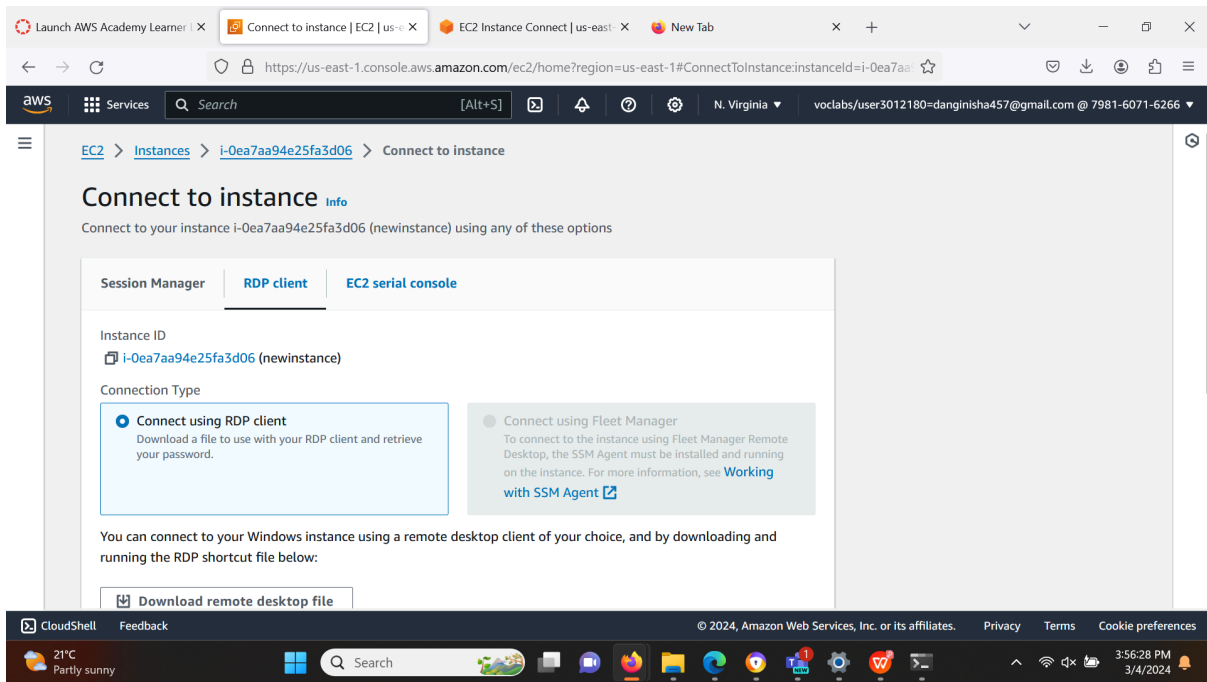 Launch AWS Academy Learner L
Connect to instance | EC2 | us-e
EC2 Instance Connect | us-east-
New Tab
https://us-east-1.console.aws.amazon.com/ec2/home?region=us-east-1#ConnectToInstance:instanceId=i-0ea7aa9
aws
Services
Search
[Alt+S]
N. Virginia
voclabs/user3012180=danginisha457@gmail.com @ 7981-6071-6266
EC2 > Instances > i-0ea7aa94e25fa3d06 > Connect to instance
Connect to instance Info
Connect to your instance i-0ea7aa94e25fa3d06 (newinstance) using any of these options
Session Manager
RDP client
EC2 serial console
Instance ID
i-0ea7aa94e25fa3d06 (newinstance)
Connection Type
Connect using RDP client
Download a file to use with your RDP client and retrieve
your password.
Connect using Fleet Manager
To connect to the instance using Fleet Manager Remote
Desktop, the SSM Agent must be installed and running
on the instance. For more information, see Working
with SSM Agent
You can connect to your Windows instance using a remote desktop client of your choice, and by downloading and
running the RDP shortcut file below:
Download remote desktop file
CloudShell
Feedback
© 2024, Amazon Web Services, Inc. or its affiliates.
Privacy
Terms
Cookie preferences
21°C
Partly sunny
Search
1
NEW
3:56:28 PM
3/4/2024